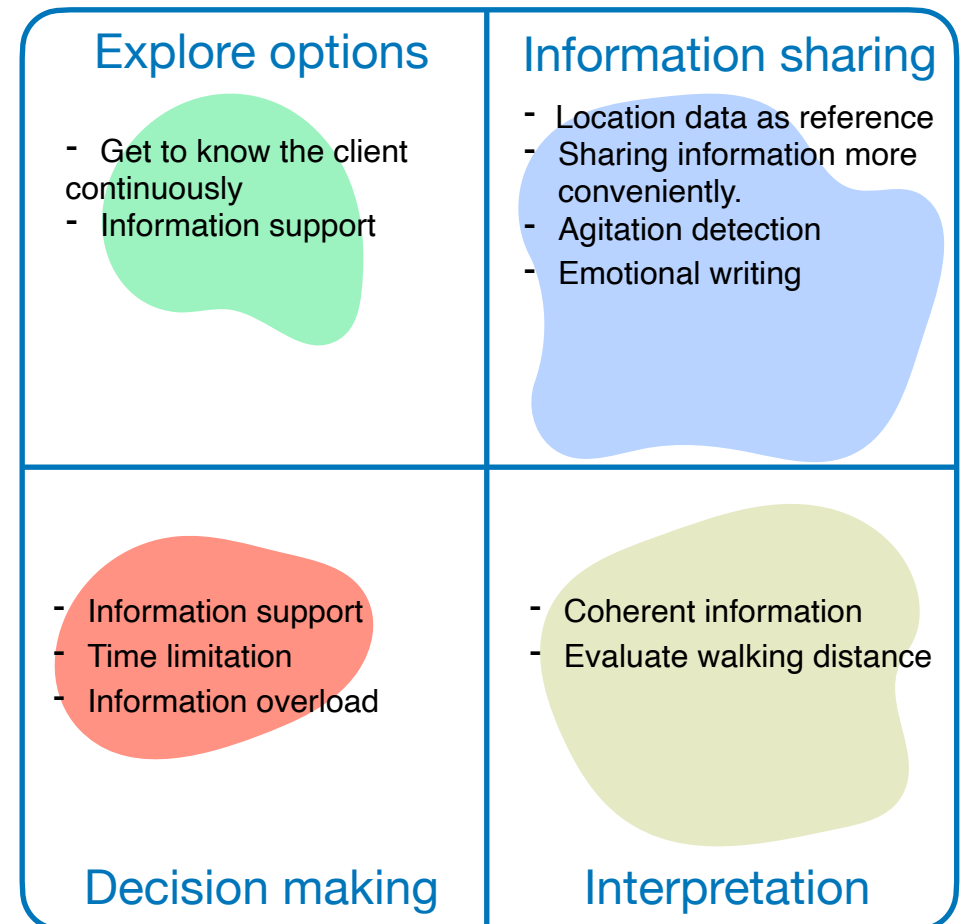 Explore options
- Get to know the client
continuously
- Information support
Information sharing
- Location data as reference
- Sharing information more
conveniently.
- Agitation detection
- Emotional writing
- Information support
- Time limitation
- Information overload
Decision making
- Coherent information
- Evaluate walking distance
Interpretation